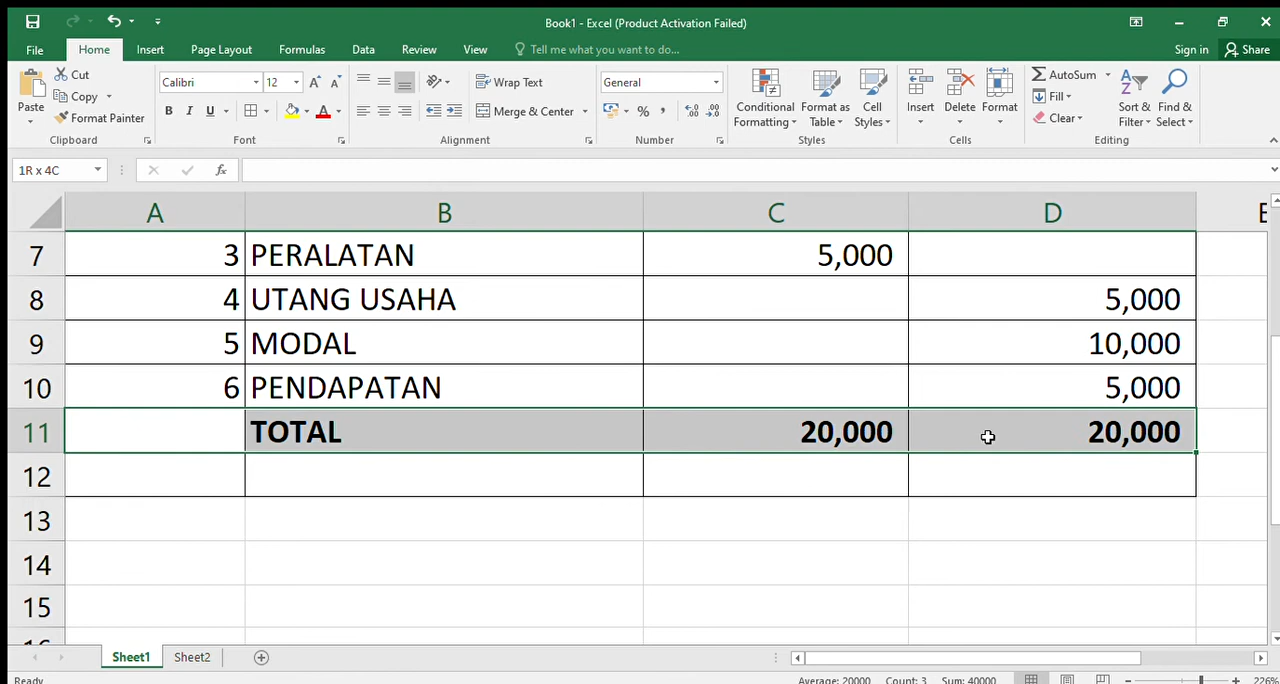 Book1 - Excel (Product Activation Failed)
File Home Insert Page Layout Formulas Data Review View Tell me what you want to do... Sign in Share
Paste Cut Copy Format Painter Clipboard
Calibri 12 A A B I U A Font
Wrap Text Merge & Center Alignment
General % , Number
Conditional Formatting Format as Table Cell Styles Styles
Insert Delete Format Cells
AutoSum Fill Clear Sort & Filter Find & Select Editing
1R x 4C fx
A B C D E
7 3 PERALATAN 5,000
8 4 UTANG USAHA 5,000
9 5 MODAL 10,000
10 6 PENDAPATAN 5,000
11 TOTAL 20,000 20,000
12
13
14
15
16
Sheet1 Sheet2
Ready Average: 20000 Count: 3 Sum: 40000 226%